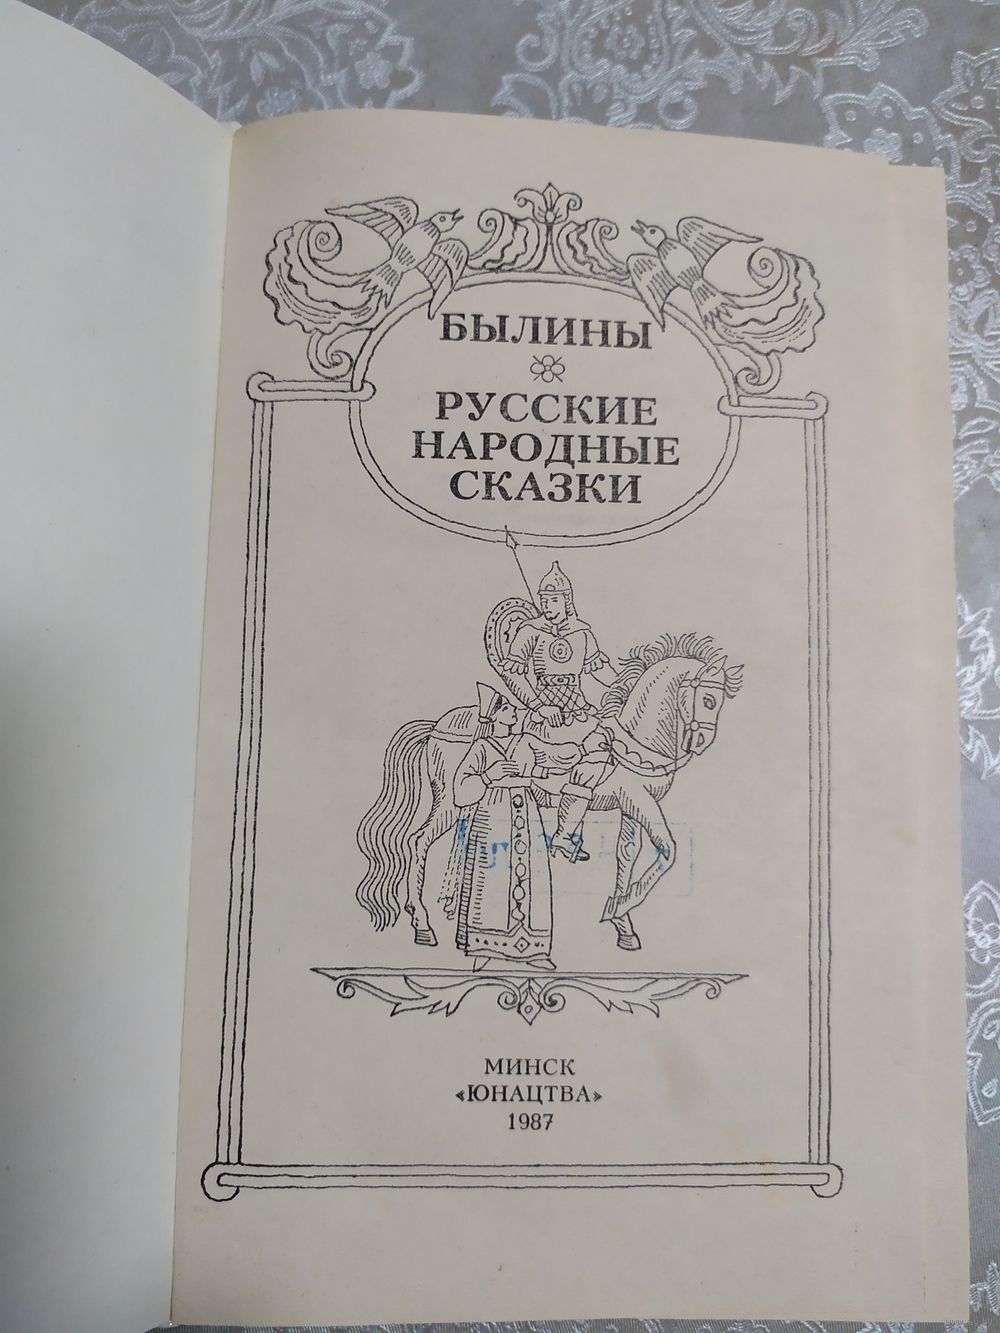 БЫЛИНЫ
РУССКИЕ
НАРОДНЫЕ
СКАЗКИ
МИНСК
«ЮНАЦТВА»
1987